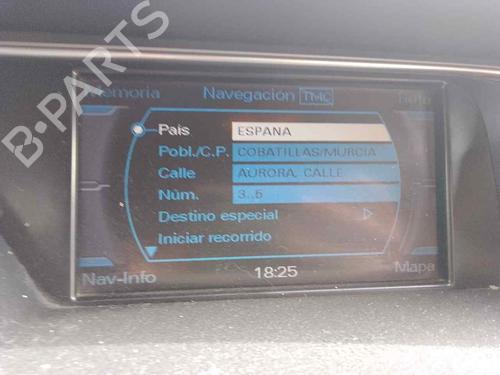 B-PARTS
Memoria Navegación TMC Ruta
País ESPANA
Pobl./C.P. COBATILLAS/MURCIA
Calle AURORA, CALLE
Núm. 3..5
Destino especial
Iniciar recorrido
Nav-Info 18:25 Mapa